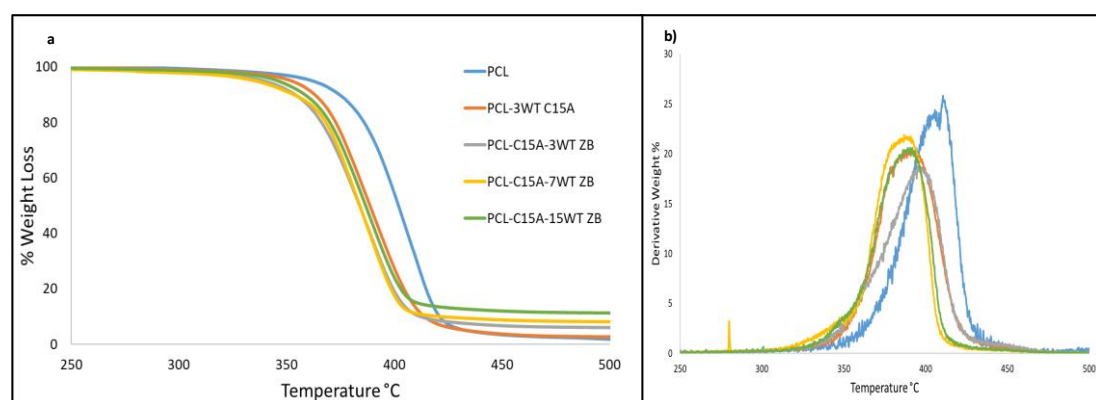 a
100
80
60
40
20
0
% Weight Loss
250 300 350 400 450 500
Temperature °C
PCL
PCL-3WT C15A
PCL-C15A-3WT ZB
PCL-C15A-7WT ZB
PCL-C15A-15WT ZB
b)
30
25
20
15
10
5
0
Derivative Weight %
250 300 350 400 450 500
Temperature °C